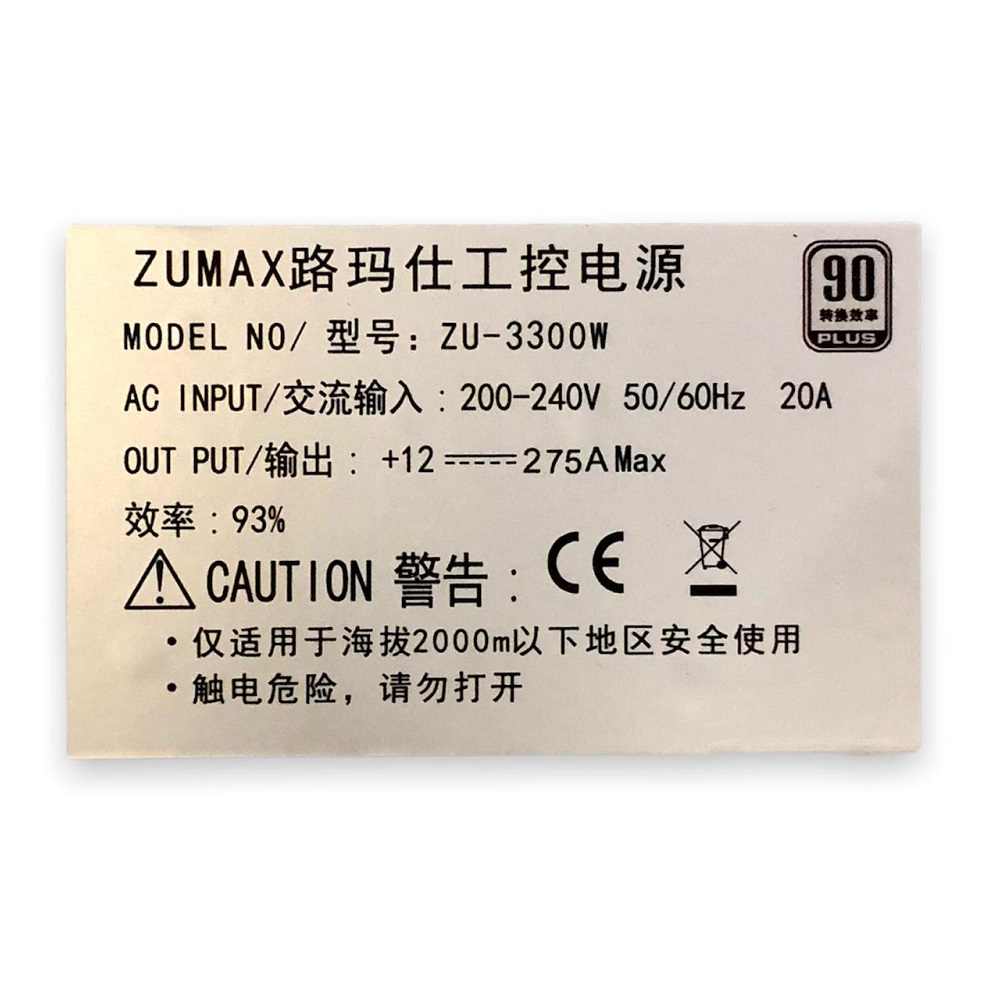 ZUMAX路玛仕工控电源
90
转换效率
PLUS
MODEL NO/ 型号: ZU-3300W
AC INPUT/交流输入: 200-240V 50/60Hz 20A
OUT PUT/输出: +12 ⎓ 275A Max
效率: 93%
CAUTION 警告: CE
·仅适用于海拔2000m以下地区安全使用
·触电危险，请勿打开